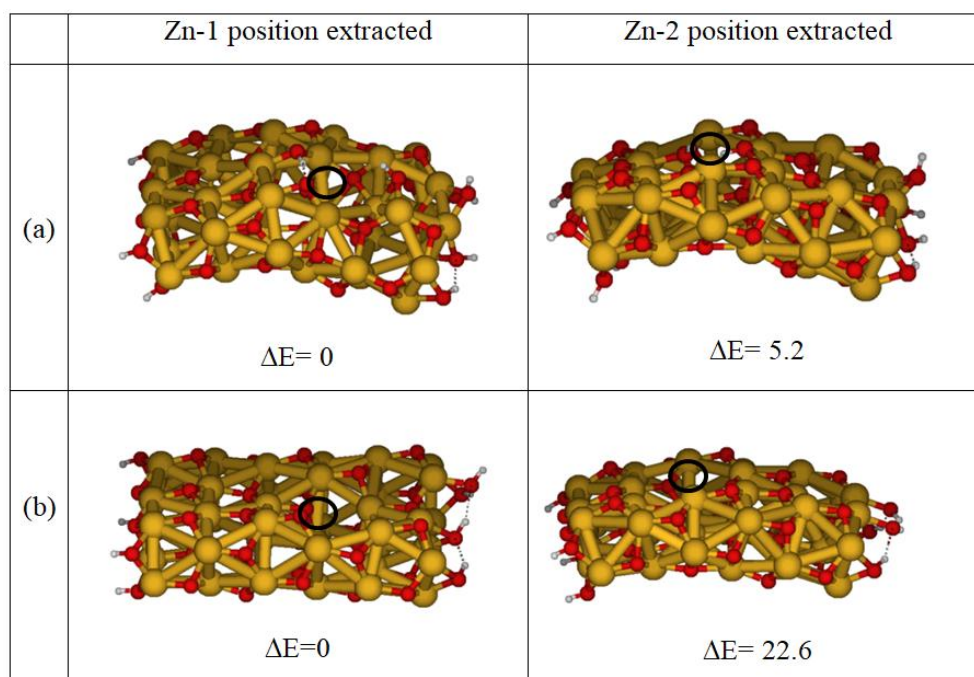 Zn-1 position extracted
Zn-2 position extracted
(a)
ΔE= 0
ΔE= 5.2
(b)
ΔE=0
ΔE= 22.6